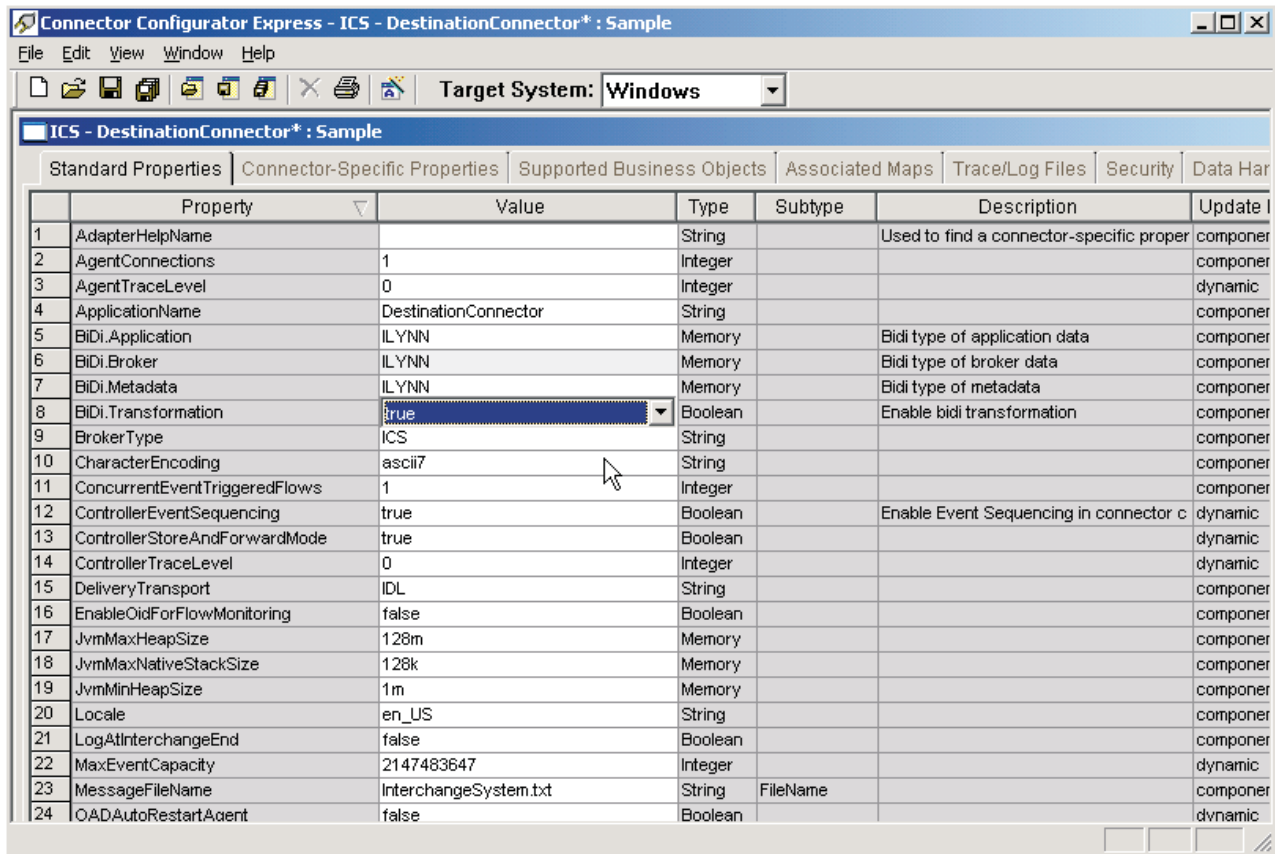 Connector Configurator Express - ICS - DestinationConnector* : Sample
File Edit View Window Help
Target System: Windows
ICS - DestinationConnector* : Sample
Standard Properties Connector-Specific Properties Supported Business Objects Associated Maps Trace/Log Files Security Data Har
Property Value Type Subtype Description Update
1 AdapterHelpName String Used to find a connector-specific proper componer
2 AgentConnections 1 Integer componer
3 AgentTraceLevel 0 Integer dynamic
4 ApplicationName DestinationConnector String componer
5 BiDi.Application ILYNN Memory Bidi type of application data componer
6 BiDi.Broker ILYNN Memory Bidi type of broker data componer
7 BiDi.Metadata ILYNN Memory Bidi type of metadata componer
8 BiDi.Transformation true Boolean Enable bidi transformation componer
9 BrokerType ICS String componer
10 CharacterEncoding ascii7 String componer
11 ConcurrentEventTriggeredFlows 1 Integer componer
12 ControllerEventSequencing true Boolean Enable Event Sequencing in connector c dynamic
13 ControllerStoreAndForwardMode true Boolean dynamic
14 ControllerTraceLevel 0 Integer dynamic
15 DeliveryTransport IDL String componer
16 EnableOidForFlowMonitoring false Boolean componer
17 JvmMaxHeapSize 128m Memory componer
18 JvmMaxNativeStackSize 128k Memory componer
19 JvmMinHeapSize 1m Memory componer
20 Locale en_US String componer
21 LogAtInterchangeEnd false Boolean componer
22 MaxEventCapacity 2147483647 Integer dynamic
23 MessageFileName InterchangeSystem.txt String FileName componer
24 OADAutoRestartAgent false Boolean dynamic